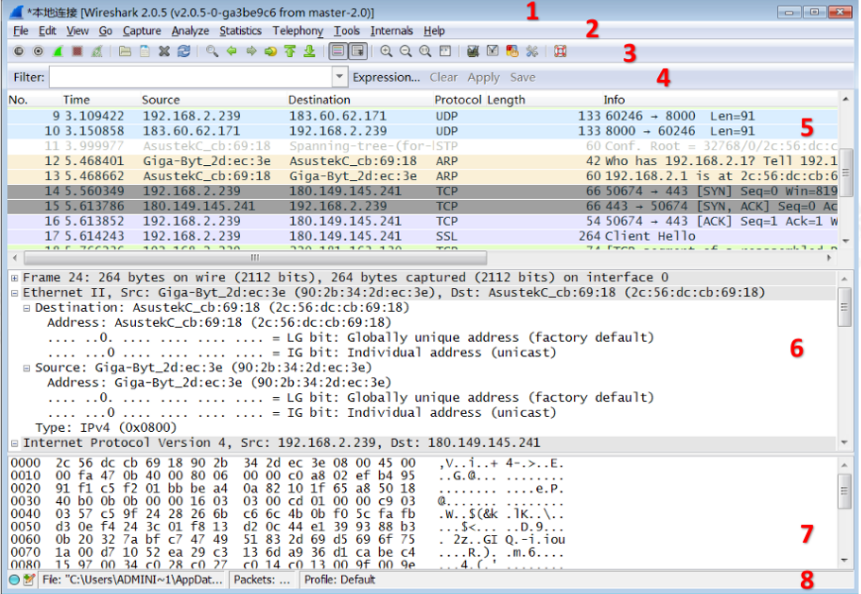 *本地连接 [Wireshark 2.0.5 (v2.0.5-0-ga3be9c6 from master-2.0)] 1
File Edit View Go Capture Analyze Statistics Telephony Tools Internals Help 2
3
Filter: Expression... Clear Apply Save 4
No. Time Source Destination Protocol Length Info
9 3.109422 192.168.2.239 183.60.62.171 UDP 133 60246 → 8000 Len=91
10 3.150858 183.60.62.171 192.168.2.239 UDP 133 8000 → 60246 Len=91 5
11 3.999977 AsustekC_cb:69:18 Spanning-tree-(for- STP 60 Conf. Root = 32768/0/2c:56:dc:c
12 5.468401 Giga-Byt_2d:ec:3e AsustekC_cb:69:18 ARP 42 Who has 192.168.2.1? Tell 192.1
13 5.468662 AsustekC_cb:69:18 Giga-Byt_2d:ec:3e ARP 60 192.168.2.1 is at 2c:56:dc:cb:6
14 5.560349 192.168.2.239 180.149.145.241 TCP 66 50674 → 443 [SYN] Seq=0 Win=819
15 5.613786 180.149.145.241 192.168.2.239 TCP 66 443 → 50674 [SYN, ACK] Seq=0 Ac
16 5.613852 192.168.2.239 180.149.145.241 TCP 54 50674 → 443 [ACK] Seq=1 Ack=1 W
17 5.614243 192.168.2.239 180.149.145.241 SSL 264 Client Hello
Frame 24: 264 bytes on wire (2112 bits), 264 bytes captured (2112 bits) on interface 0
Ethernet II, Src: Giga-Byt_2d:ec:3e (90:2b:34:2d:ec:3e), Dst: AsustekC_cb:69:18 (2c:56:dc:cb:69:18)
Destination: AsustekC_cb:69:18 (2c:56:dc:cb:69:18)
Address: AsustekC_cb:69:18 (2c:56:dc:cb:69:18)
.... ..0. .... .... .... .... = LG bit: Globally unique address (factory default)
.... ...0 .... .... .... .... = IG bit: Individual address (unicast) 6
Source: Giga-Byt_2d:ec:3e (90:2b:34:2d:ec:3e)
Address: Giga-Byt_2d:ec:3e (90:2b:34:2d:ec:3e)
.... ..0. .... .... .... .... = LG bit: Globally unique address (factory default)
.... ...0 .... .... .... .... = IG bit: Individual address (unicast)
Type: IPv4 (0x0800)
Internet Protocol Version 4, Src: 192.168.2.239, Dst: 180.149.145.241
0000 2c 56 dc cb 69 18 90 2b 34 2d ec 3e 08 00 45 00 ,V..i..+ 4-.>..E.
0010 00 fa 47 0b 40 00 80 06 00 00 c0 a8 02 ef b4 95 ..G.@... ........
0020 91 f1 c5 f2 01 bb be a4 0a 82 10 1f 65 a8 50 18 ........ ....e.P.
0030 40 b0 0b 0b 00 00 16 03 03 00 cd 01 00 00 c9 03 @....... ........
0040 03 57 c5 9f 24 28 26 6b c6 6c 4b 0b f0 5c fa fb .W..$(&k .lK..\..
0050 d3 0e f4 24 3c 01 f8 13 d2 0c 44 e1 39 93 88 b3 ...$<... ..D.9...
0060 0b 20 32 7a bf c7 47 49 51 83 2d 69 d5 69 6f 75 . 2z..GI Q.-i.iou 7
0070 1a 00 d7 10 52 ea 29 c3 13 6d a9 36 d1 ca be c4 ....R.). .m.6....
0080 15 97 00 34 c0 28 c0 27 c0 14 c0 13 00 9f 00 9e ...4.(.' ........
File: "C:\Users\ADMINI~1\AppDat... Packets: ... Profile: Default 8